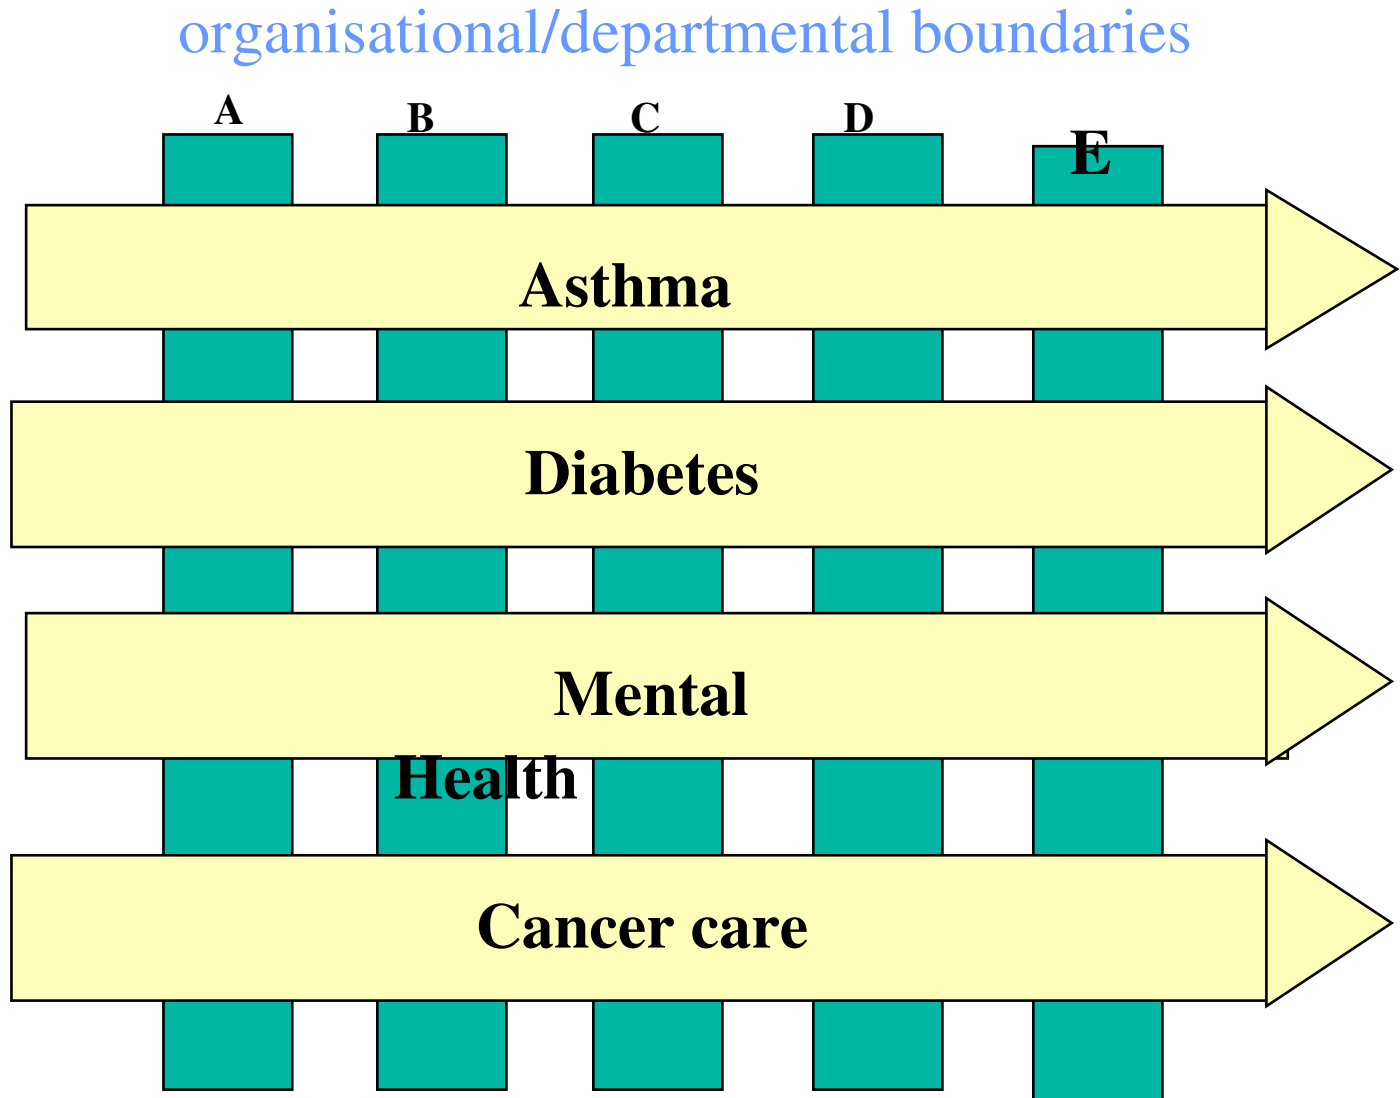 organisational/departmental boundaries
A B C D E
Asthma
Diabetes
Mental
Health
Cancer care